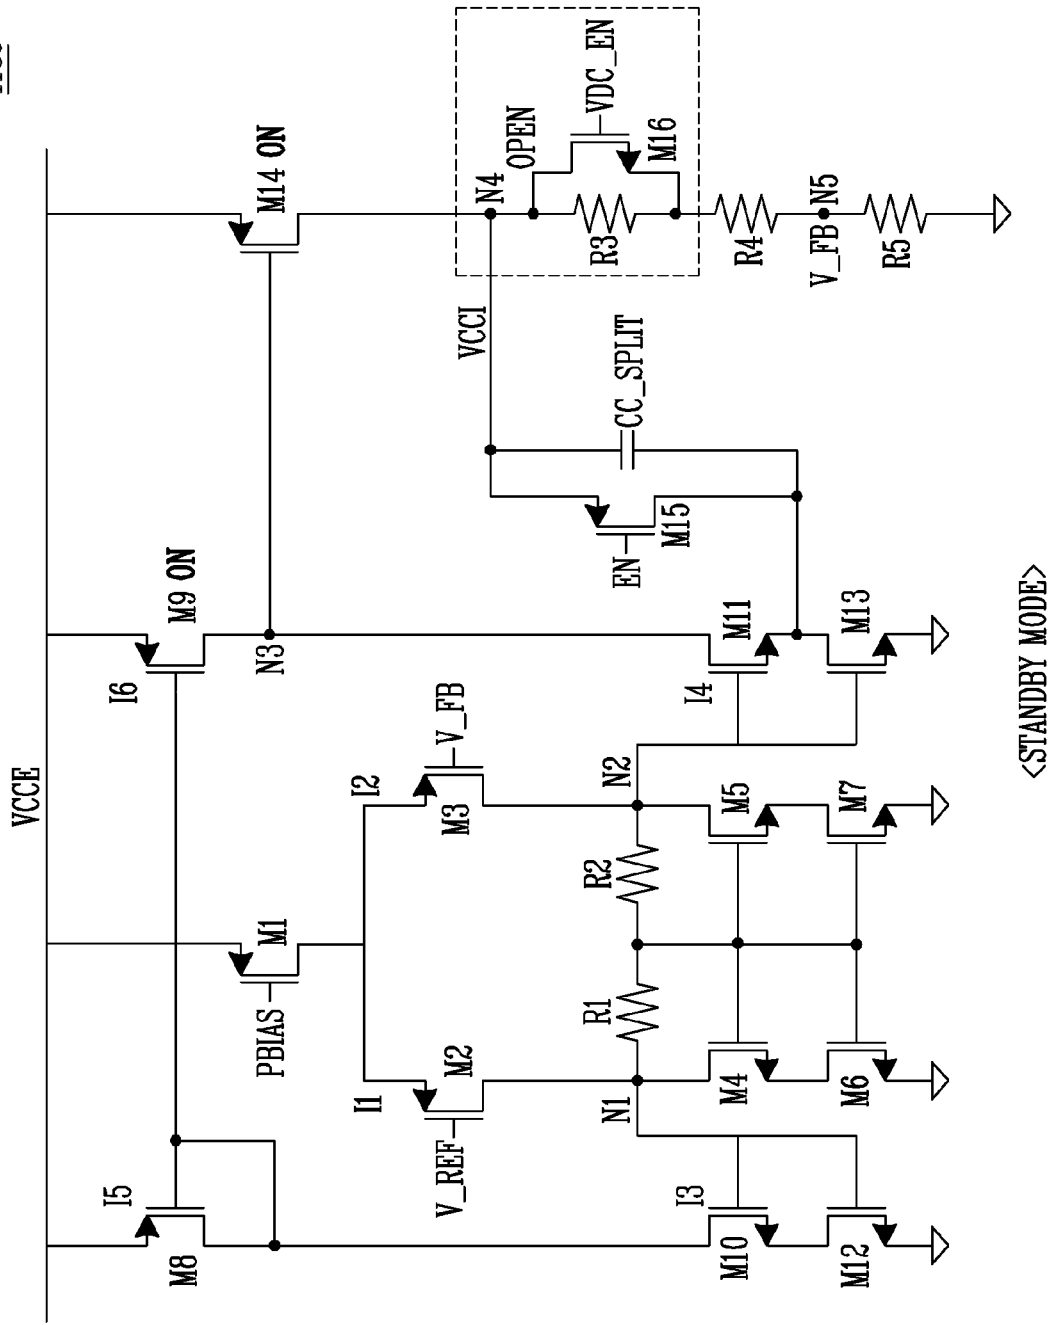 VCCE
I5
M8
I6
M9 ON
M14 ON
PBIAS
M1
N3
I1
I2
V_REF
M2
M3
V_FB
VCCI
N4
OPEN
VDC_EN
R3
M16
N1
R1
R2
N2
EN
M15
CC_SPLIT
R4
I3
M10
M4
M5
I4
M11
V_FB
N5
M12
M6
M7
M13
R5
<STANDBY MODE>